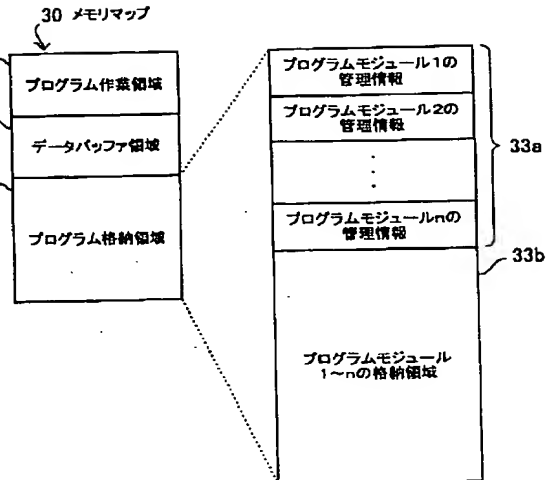 30 メモリマップ
プログラム作業領域
データバッファ領域
プログラム格納領域
プログラムモジュール1の
管理情報
プログラムモジュール2の
管理情報
プログラムモジュールnの
管理情報
33a
33b
プログラムモジュール
1～nの格納領域